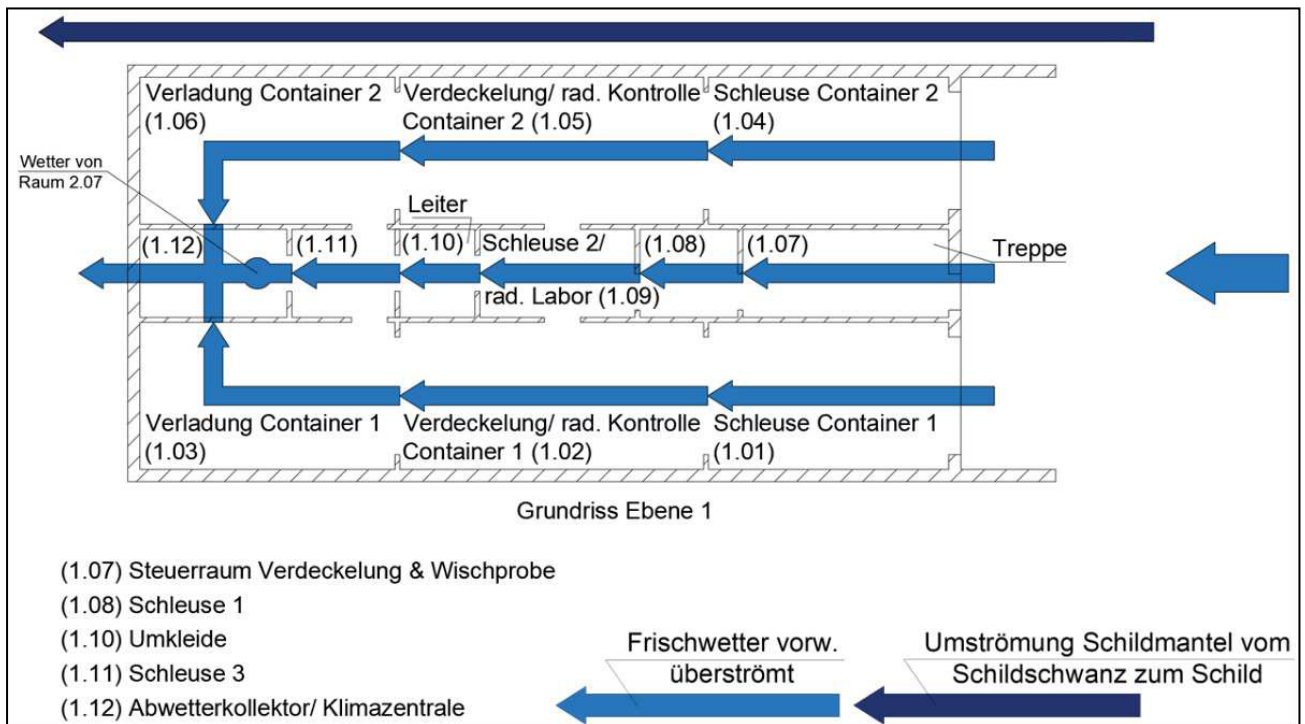 Verladung Container 2
(1.06)
Verdeckelung/ rad. Kontrolle
Container 2 (1.05)
Schleuse Container 2
(1.04)
Wetter von
Raum 2.07
Leiter
(1.12)
(1.11)
(1.10)
Schleuse 2/
rad. Labor (1.09)
(1.08)
(1.07)
Treppe
Verladung Container 1
(1.03)
Verdeckelung/ rad. Kontrolle
Container 1 (1.02)
Schleuse Container 1
(1.01)
Grundriss Ebene 1
(1.07) Steuerraum Verdeckelung & Wischprobe
(1.08) Schleuse 1
(1.10) Umkleide
(1.11) Schleuse 3
(1.12) Abwetterkollektor/ Klimazentrale
Frischwetter vorw.
überströmt
Umströmung Schildmantel vom
Schildschwanz zum Schild